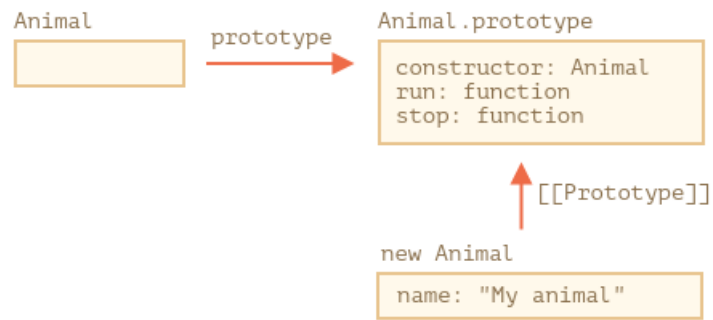 Animal
prototype
Animal.prototype
constructor: Animal
run: function
stop: function
[[Prototype]]
new Animal
name: "My animal"